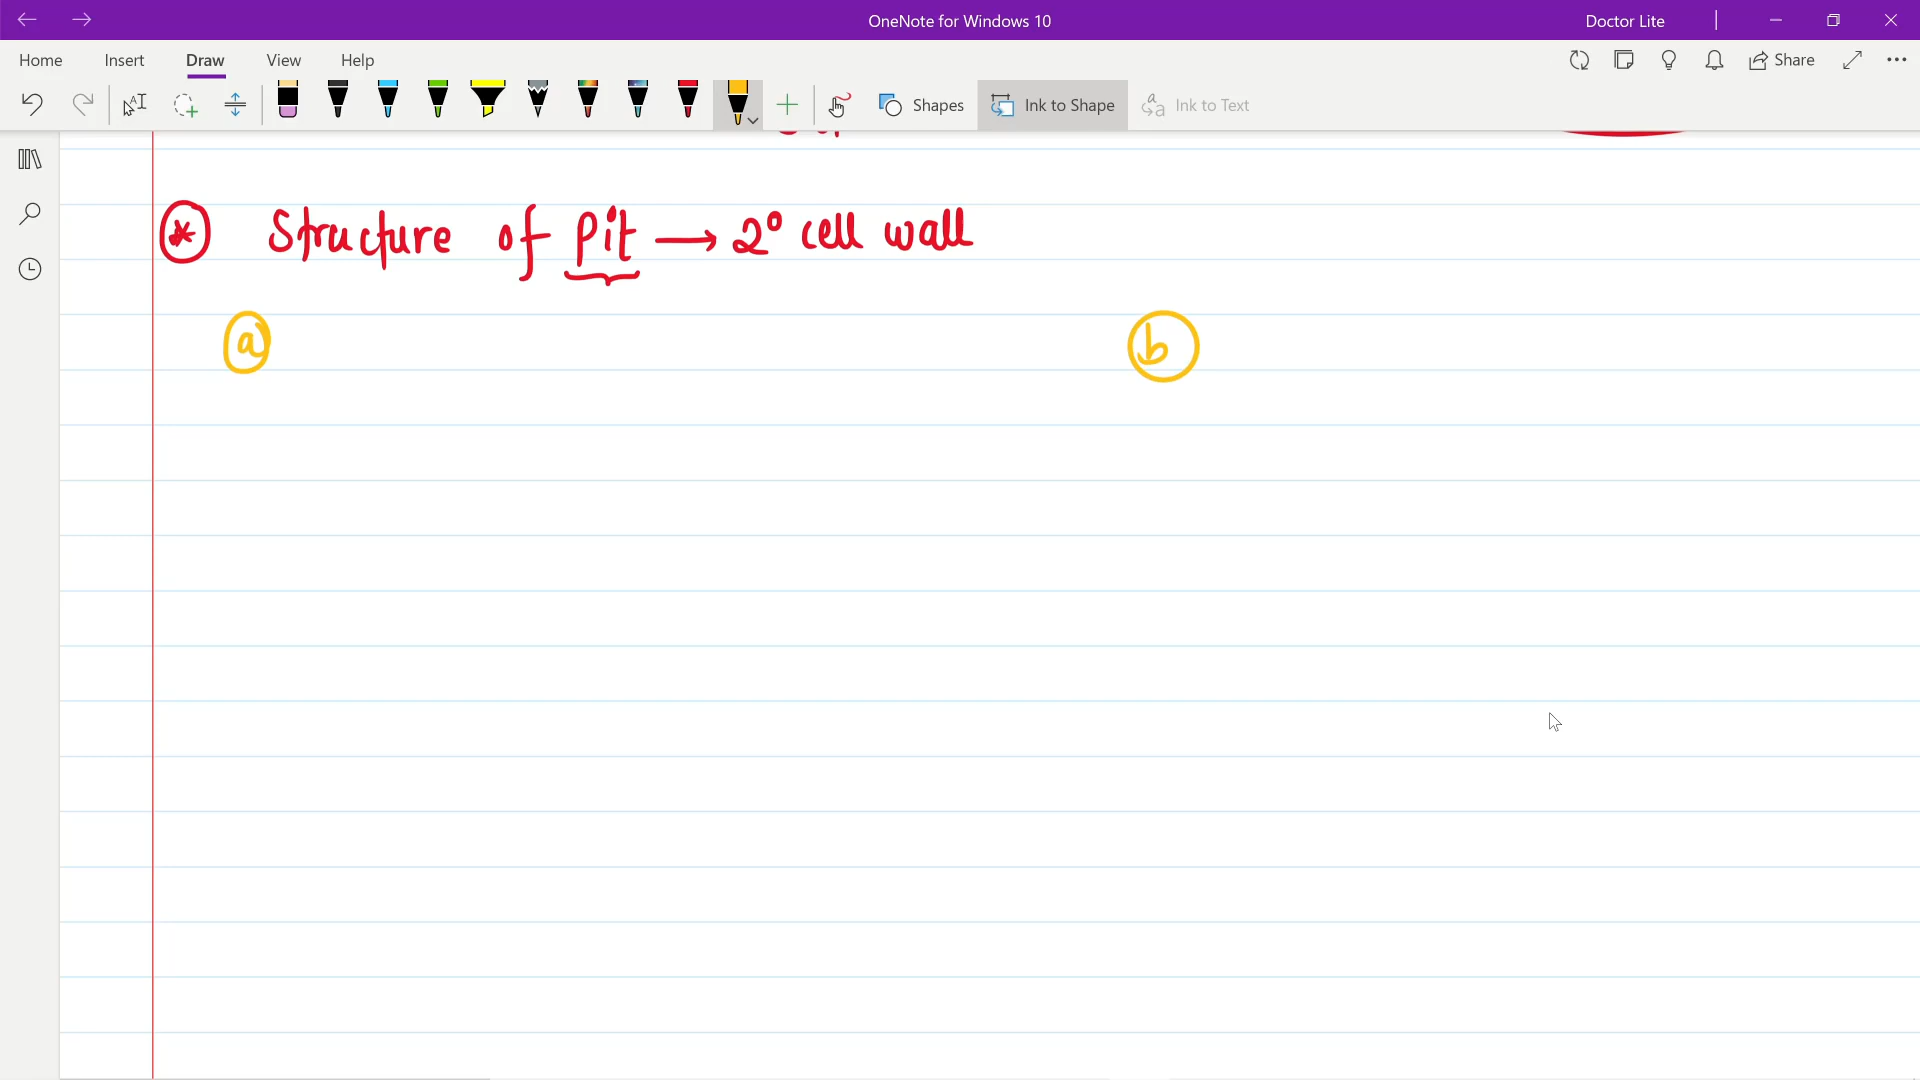 OneNote for Windows 10
Doctor Lite
Home Insert Draw View Help
Share
Shapes Ink to Shape Ink to Text
* Structure of pit → 2° cell wall
a b